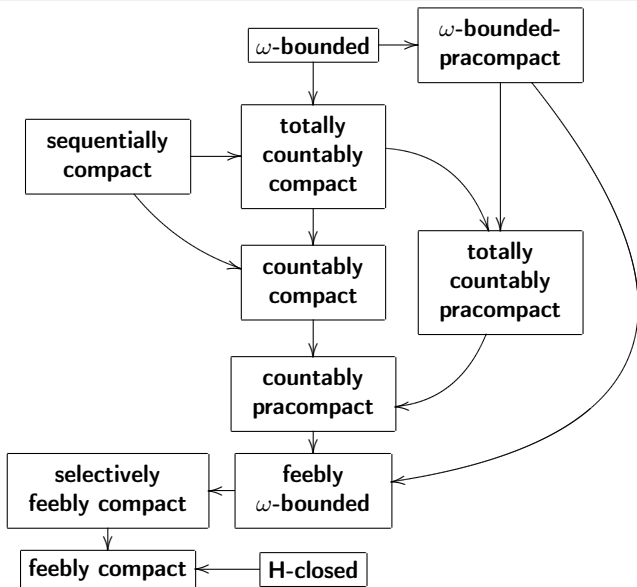 ω-bounded
ω-bounded-
pracompact
totally
countably
compact
sequentially
compact
countably
compact
totally
countably
pracompact
countably
pracompact
selectively
feebly compact
feebly
ω-bounded
feebly compact
H-closed